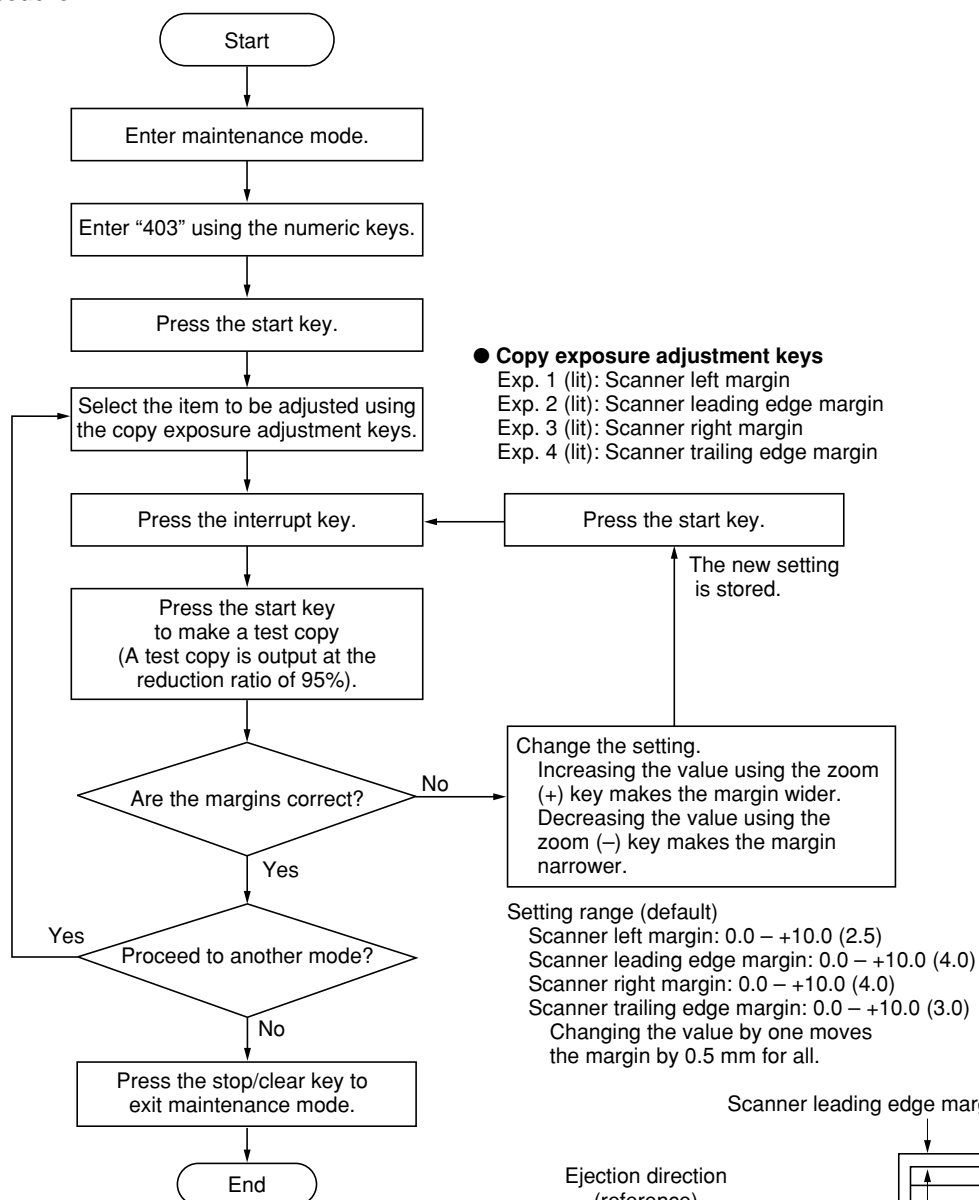 Start
Enter maintenance mode.
Enter “403” using the numeric keys.
Press the start key.
Select the item to be adjusted using
the copy exposure adjustment keys.
● Copy exposure adjustment keys
Exp. 1 (lit): Scanner left margin
Exp. 2 (lit): Scanner leading edge margin
Exp. 3 (lit): Scanner right margin
Exp. 4 (lit): Scanner trailing edge margin
Press the interrupt key.
Press the start key.
The new setting
is stored.
Press the start key
to make a test copy
(A test copy is output at the
reduction ratio of 95%).
Change the setting.
Increasing the value using the zoom
(+) key makes the margin wider.
Decreasing the value using the
zoom (–) key makes the margin
narrower.
Are the margins correct?
No
Yes
Setting range (default)
Scanner left margin: 0.0 – +10.0 (2.5)
Scanner leading edge margin: 0.0 – +10.0 (4.0)
Scanner right margin: 0.0 – +10.0 (4.0)
Scanner trailing edge margin: 0.0 – +10.0 (3.0)
Changing the value by one moves
the margin by 0.5 mm for all.
Yes
Proceed to another mode?
No
Press the stop/clear key to
exit maintenance mode.
End
Scanner leading edge mar
Ejection direction
(reference)